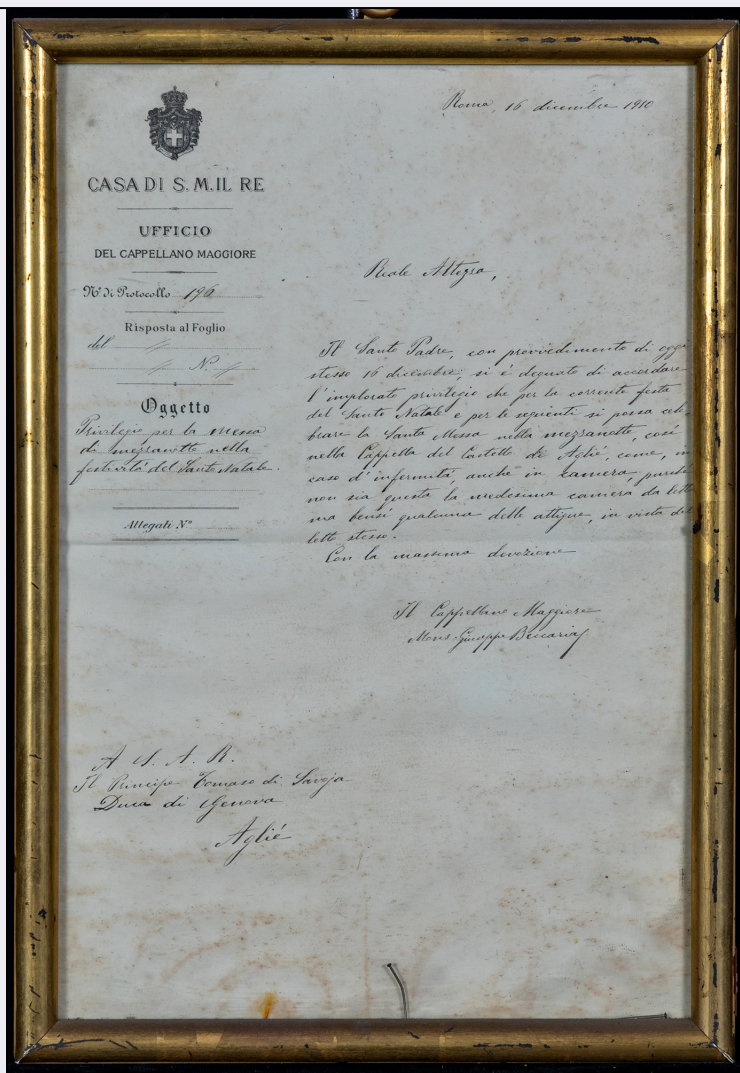 Roma, 16 dicembre 1910
CASA DI S. M. IL RE
UFFICIO
DEL CAPPELLANO MAGGIORE
N° di Protocollo 196
Risposta al Foglio
del "
" N. "
Oggetto
Privilegio per la Messa
di mezzanotte nella
festività del Santo Natale.
Allegati N°
Reale Altezza,
Il Santo Padre, con provvedimento di oggi
stesso 16 dicembre, si è degnato di accordare
l'implorato privilegio che per la corrente festa
del Santo Natale e per le seguenti si possa cele
brare la Santa Messa nella mezzanotte, così
nella Cappella del Castello di Agliè, come, in
caso d'infermità, anche in camera, purché
non sia questa la medesima camera da letto
ma bensì qualcuna delle attigue, in vista del
letto stesso.
Con la massima devozione
Il Cappellano Maggiore
Mons. Giuseppe Beccaria
A S. A. R.
Il Principe Tomaso di Savoja
Duca di Genova
Agliè